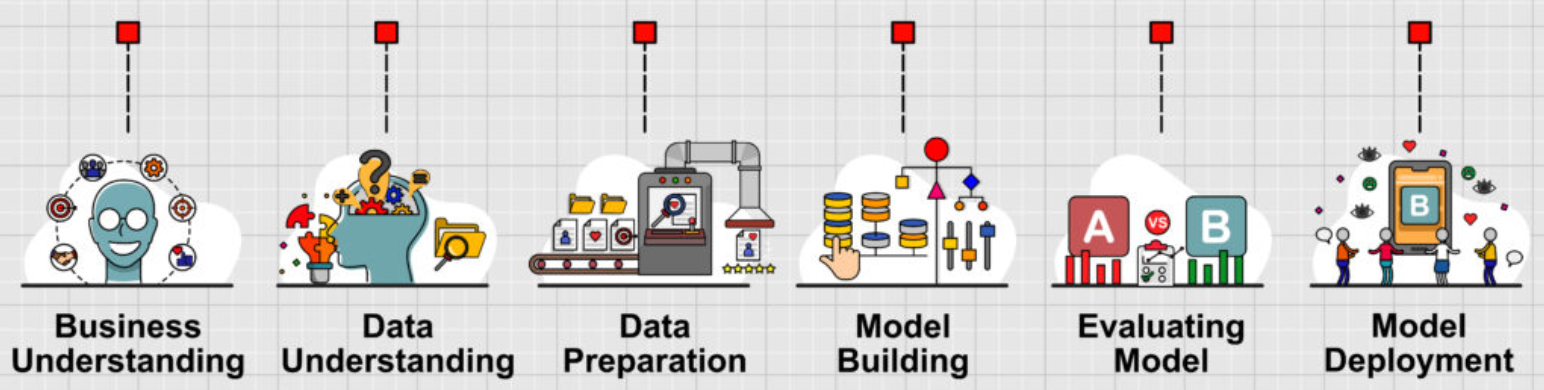 A
VS
B
B
Business
Understanding
Data
Understanding
Data
Preparation
Model
Building
Evaluating
Model
Model
Deployment